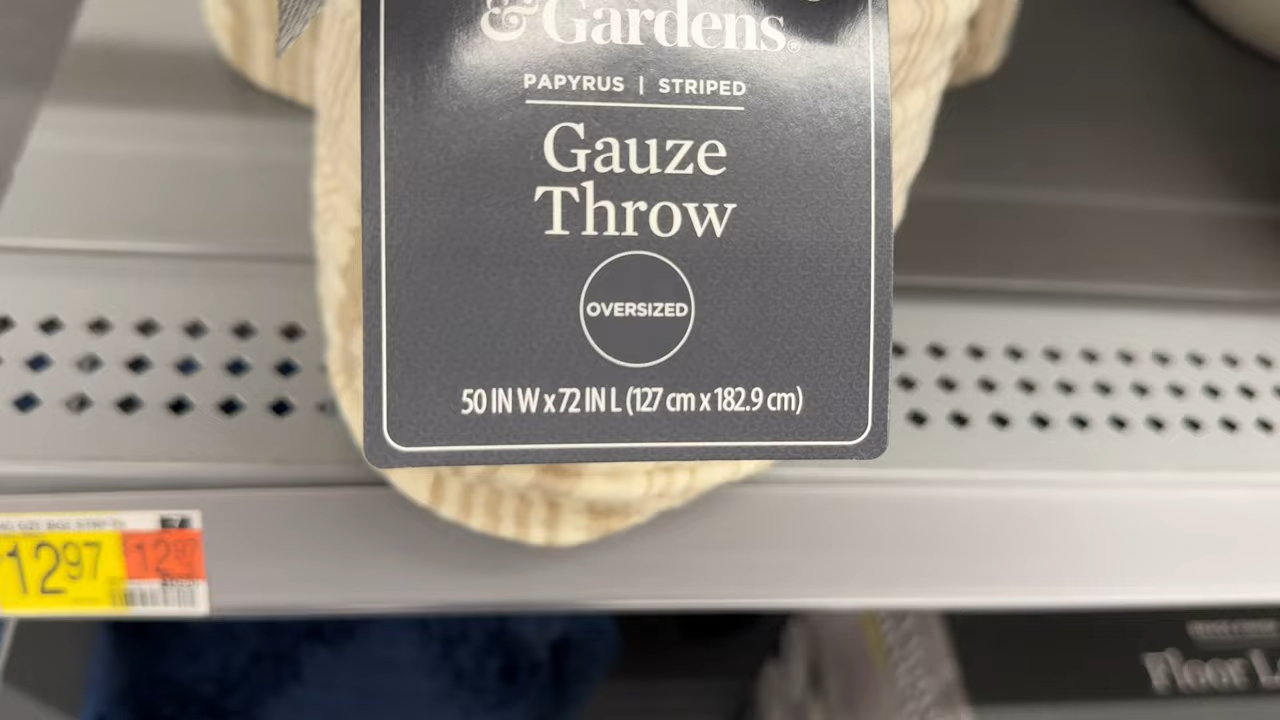 & Gardens®
PAPYRUS | STRIPED
Gauze
Throw
OVERSIZED
50 IN W x 72 IN L (127 cm x 182.9 cm)
12.97
12.97
Floor